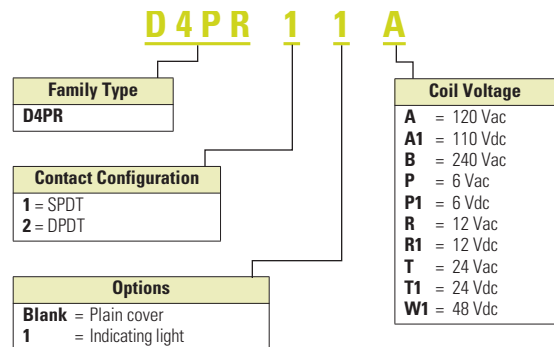 D4PR 1 1 A
Family Type
D4PR
Contact Configuration
1 = SPDT
2 = DPDT
Options
Blank = Plain cover
1 = Indicating light
Coil Voltage
A = 120 Vac
A1 = 110 Vdc
B = 240 Vac
P = 6 Vac
P1 = 6 Vdc
R = 12 Vac
R1 = 12 Vdc
T = 24 Vac
T1 = 24 Vdc
W1 = 48 Vdc